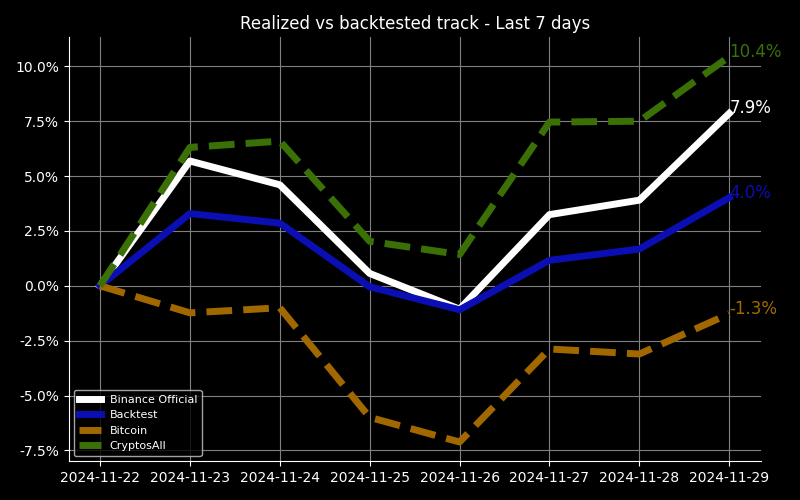 Realized vs backtested track - Last 7 days
10.0%
7.5%
5.0%
2.5%
0.0%
-2.5%
-5.0%
-7.5%
10.4%
7.9%
4.0%
-1.3%
Binance Official
Backtest
Bitcoin
CryptosAll
2024-11-22 2024-11-23 2024-11-24 2024-11-25 2024-11-26 2024-11-27 2024-11-28 2024-11-29